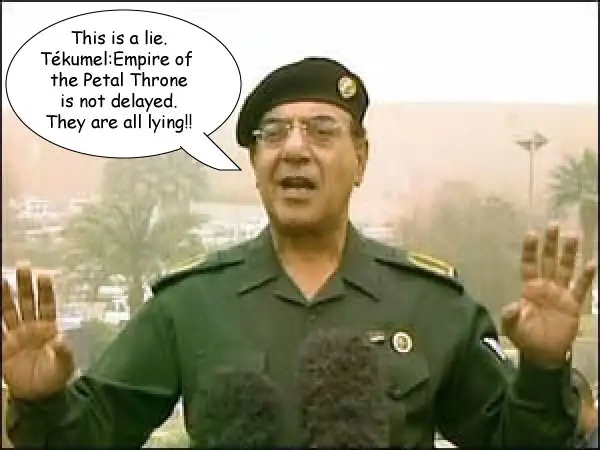 This is a lie.
Tékumel:Empire of
the Petal Throne
is not delayed.
They are all lying!!